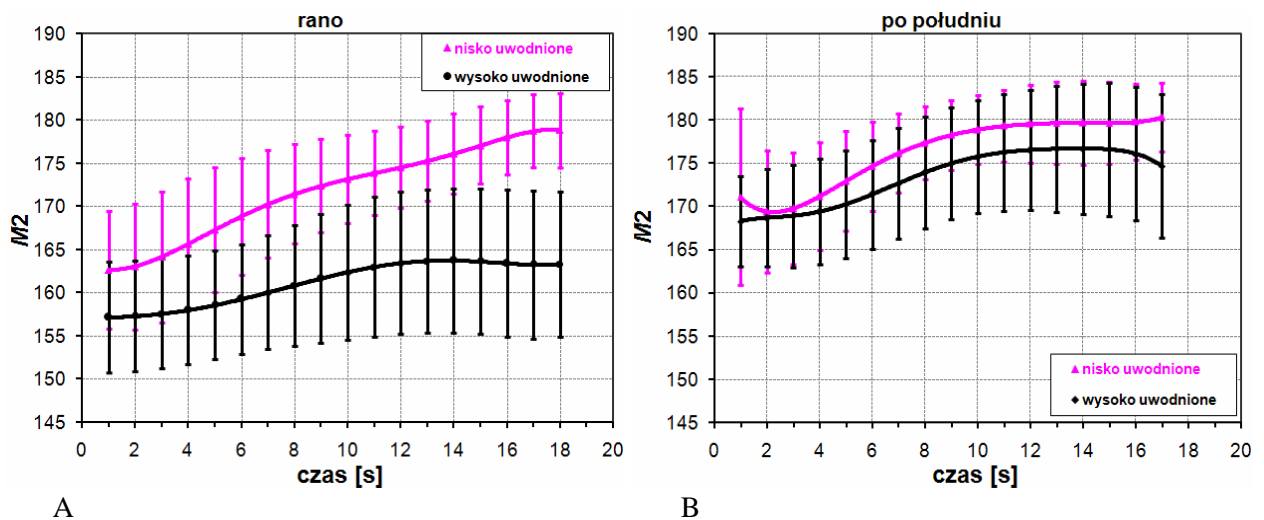 rano
190
185
180
175
170
165
160
155
150
145
M2
nisko uwodnione
wysoko uwodnione
0 2 4 6 8 10 12 14 16 18 20
czas [s]
A
po południu
190
185
180
175
170
165
160
155
150
145
M2
nisko uwodnione
wysoko uwodnione
0 2 4 6 8 10 12 14 16 18 20
czas [s]
B